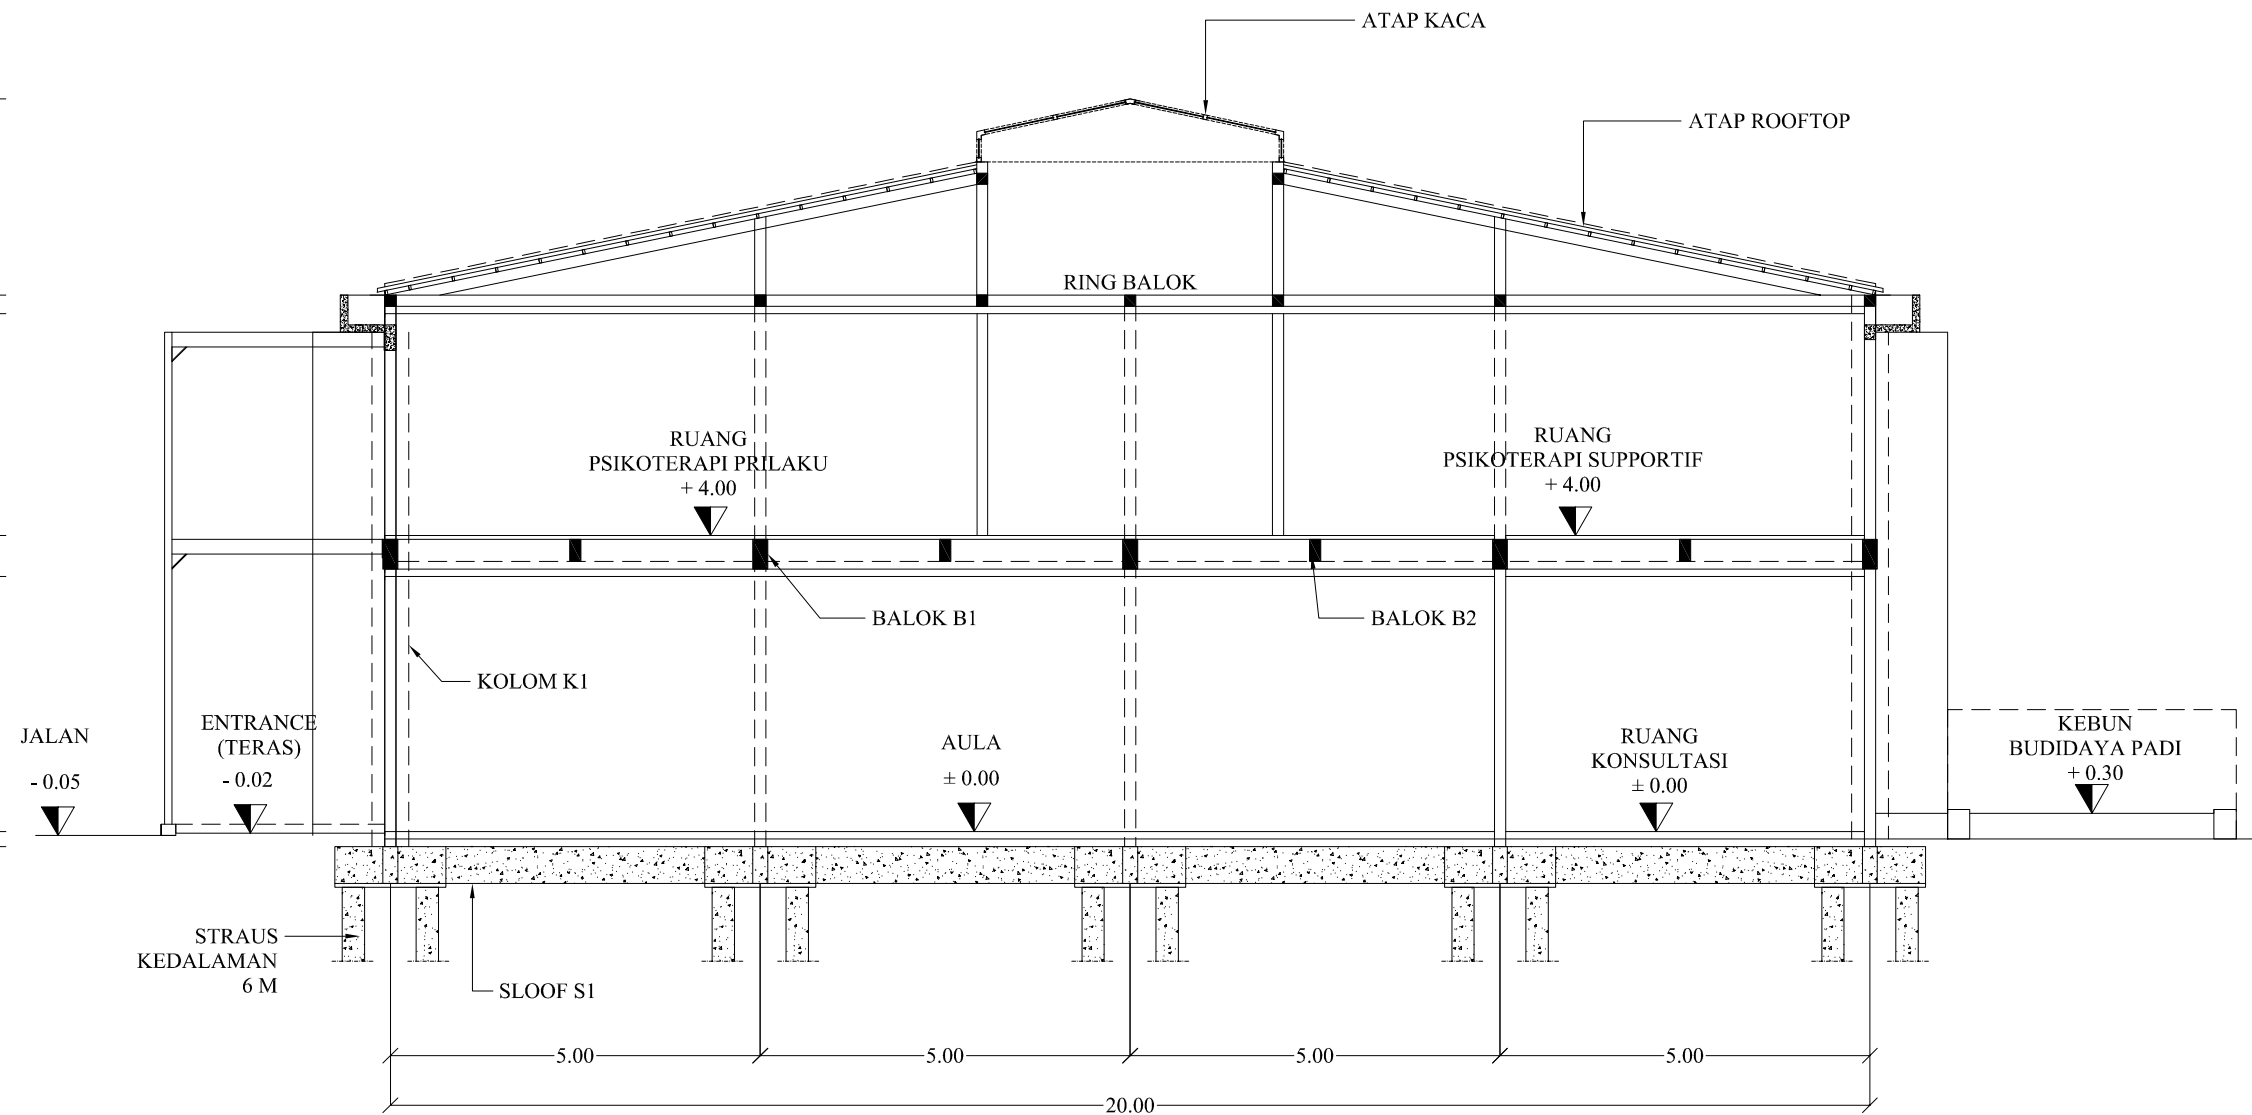 ATAP KACA
ATAP ROOFTOP
RING BALOK
RUANG
PSIKOTERAPI PRILAKU
+ 4.00
RUANG
PSIKOTERAPI SUPPORTIF
+ 4.00
BALOK B1
BALOK B2
KOLOM K1
JALAN
- 0.05
ENTRANCE
(TERAS)
- 0.02
AULA
± 0.00
RUANG
KONSULTASI
± 0.00
KEBUN
BUDIDAYA PADI
+ 0.30
STRAUS
KEDALAMAN
6 M
SLOOF S1
5.00
5.00
5.00
5.00
20.00